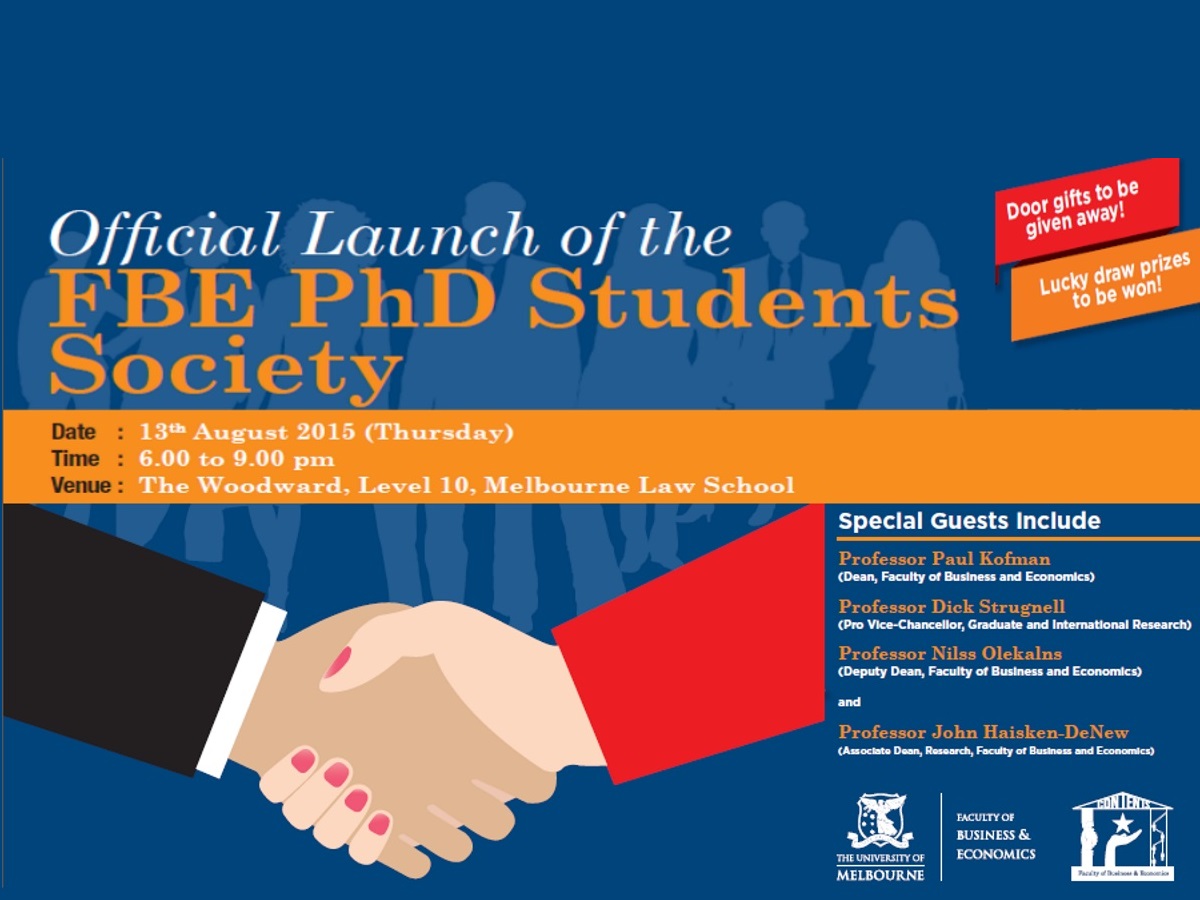 Official Launch of the
FBE PhD Students
Society
Door gifts to be
given away!
Lucky draw prizes
to be won!
Date : 13th August 2015 (Thursday)
Time : 6.00 to 9.00 pm
Venue : The Woodward, Level 10, Melbourne Law School
Special Guests Include
Professor Paul Kofman
(Dean, Faculty of Business and Economics)
Professor Dick Strugnell
(Pro Vice-Chancellor, Graduate and International Research)
Professor Nilss Olekalns
(Deputy Dean, Faculty of Business and Economics)
and
Professor John Haisken-DeNew
(Associate Dean, Research, Faculty of Business and Economics)
THE UNIVERSITY OF
MELBOURNE
FACULTY OF
BUSINESS &
ECONOMICS
CONTENTS
Faculty of Business & Economics